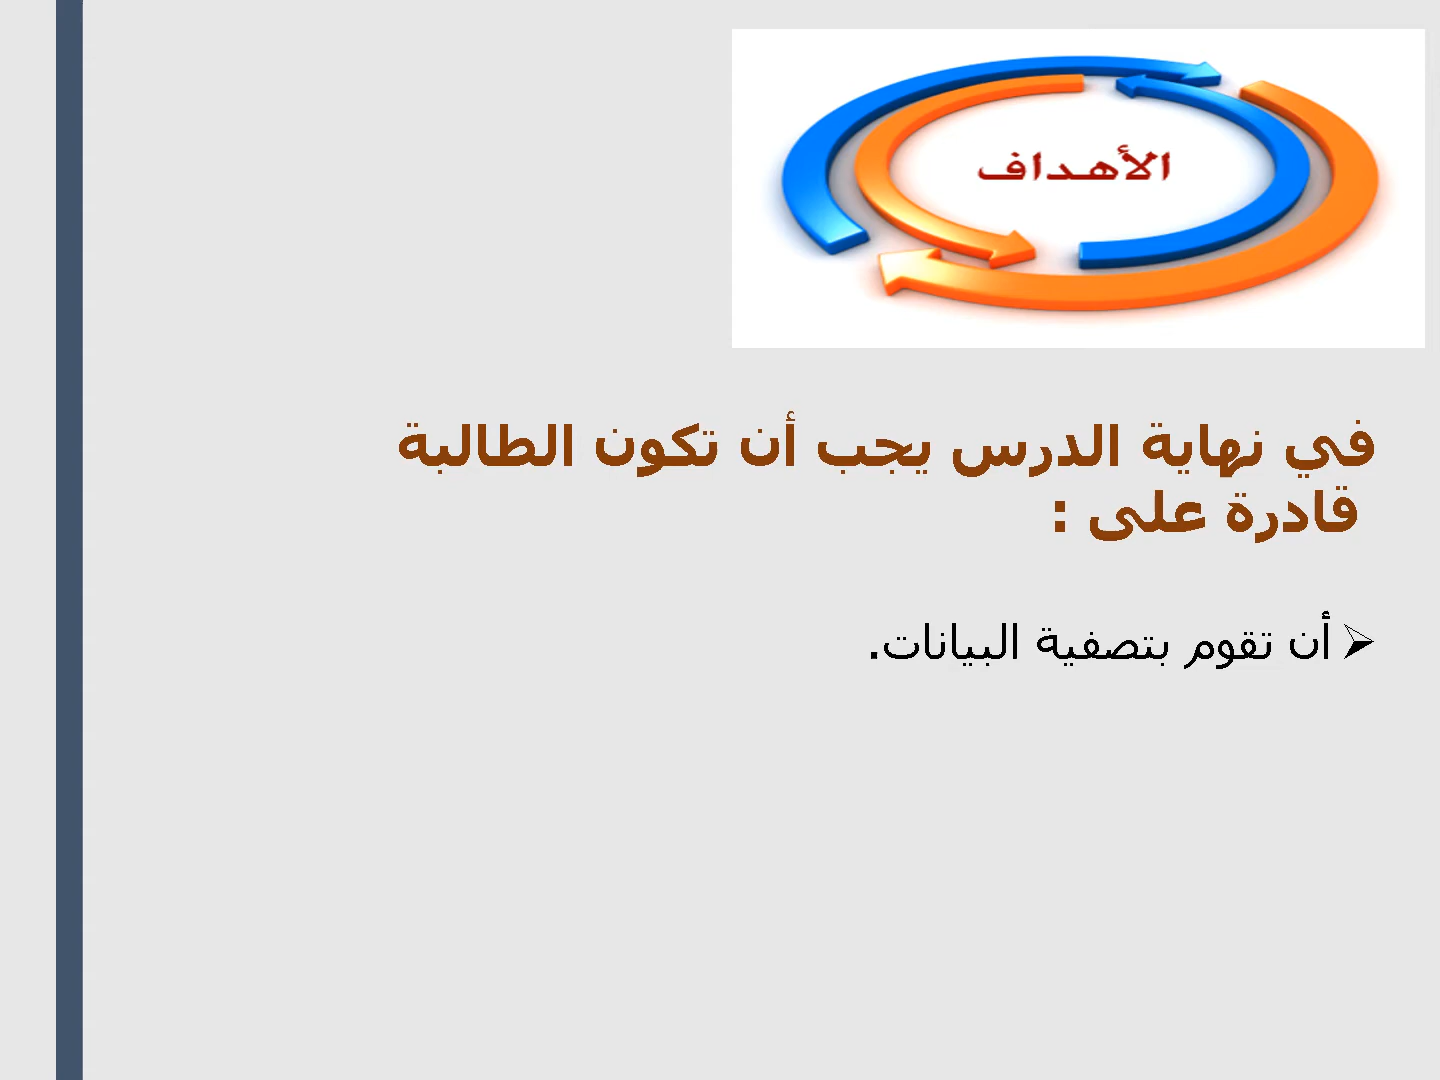 الأهداف
في نهاية الدرس يجب أن تكون الطالبة
قادرة على :
أن تقوم بتصفية البيانات.